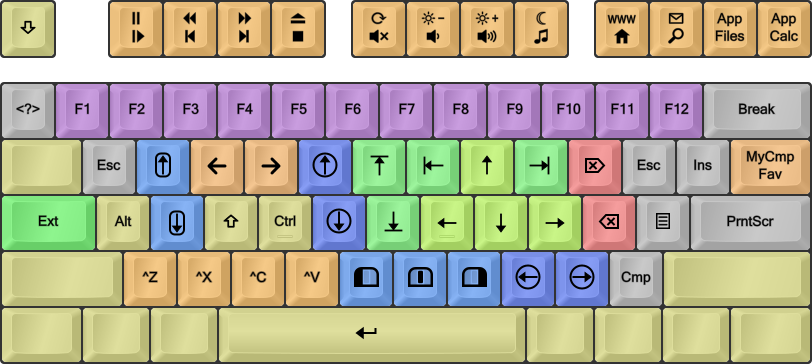 www App App
Files Calc
<?> F1 F2 F3 F4 F5 F6 F7 F8 F9 F10 F11 F12 Break
Esc Esc Ins MyCmp
Fav
Ext Alt Ctrl PrntScr
^Z ^X ^C ^V Cmp